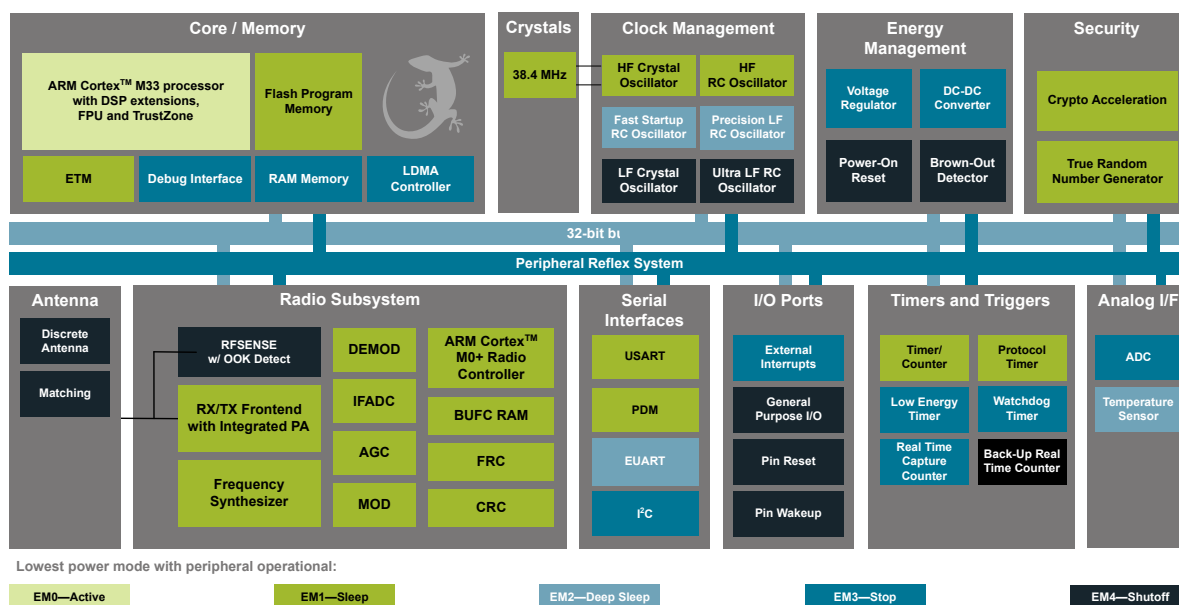 Core / Memory
ARM Cortex™ M33 processor
with DSP extensions,
FPU and TrustZone
Flash Program
Memory
ETM
Debug Interface
RAM Memory
LDMA
Controller
Crystals
38.4 MHz
Clock Management
HF Crystal
Oscillator
HF
RC Oscillator
Fast Startup
RC Oscillator
Precision LF
RC Oscillator
LF Crystal
Oscillator
Ultra LF RC
Oscillator
Energy
Management
Voltage
Regulator
DC-DC
Converter
Power-On
Reset
Brown-Out
Detector
Security
Crypto Acceleration
True Random
Number Generator
32-bit bu
Peripheral Reflex System
Antenna
Discrete
Antenna
Matching
Radio Subsystem
RFSENSE
w/ OOK Detect
RX/TX Frontend
with Integrated PA
Frequency
Synthesizer
DEMOD
IFADC
AGC
MOD
ARM Cortex™
M0+ Radio
Controller
BUFC RAM
FRC
CRC
Serial
Interfaces
USART
PDM
EUART
I²C
I/O Ports
External
Interrupts
General
Purpose I/O
Pin Reset
Pin Wakeup
Timers and Triggers
Timer/
Counter
Protocol
Timer
Low Energy
Timer
Watchdog
Timer
Real Time
Capture
Counter
Back-Up Real
Time Counter
Analog I/F
ADC
Temperature
Sensor
Lowest power mode with peripheral operational:
EM0—Active
EM1—Sleep
EM2—Deep Sleep
EM3—Stop
EM4—Shutoff